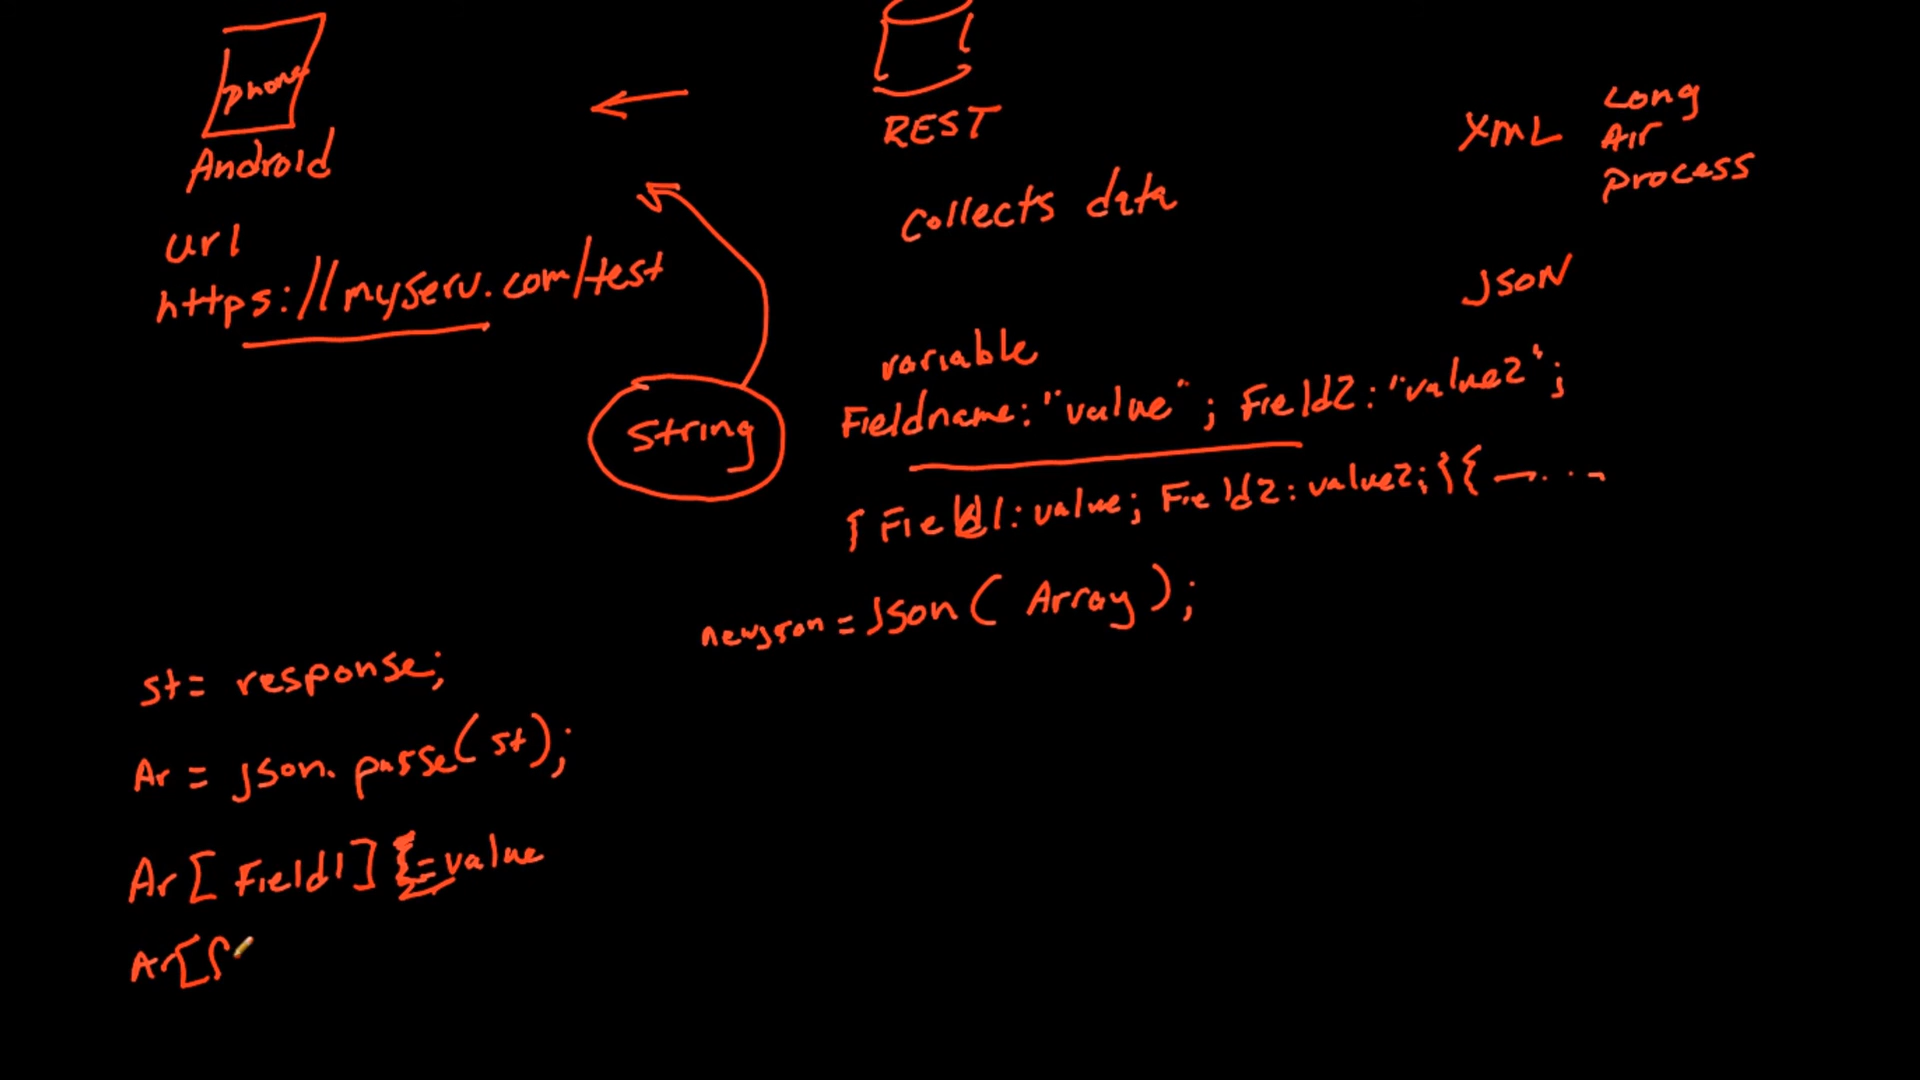 phone
Android
url
https://myserv.com/test
REST
collects data
XML
Long
Air
Process
JSON
String
variable
Fieldname: "value"; Field2: "value2";
{ Field1: value; Field2: value2; }{
newjson = Json( Array );
st = response;
Ar = json.parse( st );
Ar [ Field1 ] = value
Ar[